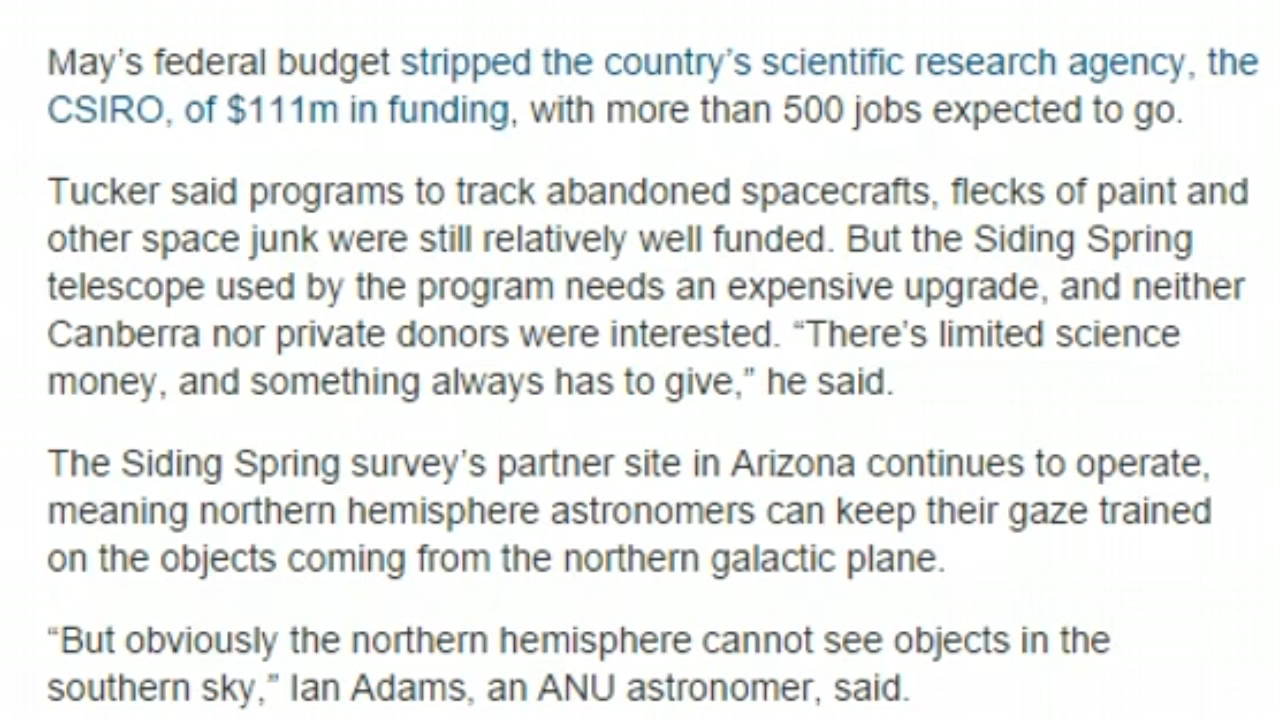 May’s federal budget stripped the country’s scientific research agency, the
CSIRO, of $111m in funding, with more than 500 jobs expected to go.
Tucker said programs to track abandoned spacecrafts, flecks of paint and
other space junk were still relatively well funded. But the Siding Spring
telescope used by the program needs an expensive upgrade, and neither
Canberra nor private donors were interested. “There’s limited science
money, and something always has to give,” he said.
The Siding Spring survey’s partner site in Arizona continues to operate,
meaning northern hemisphere astronomers can keep their gaze trained
on the objects coming from the northern galactic plane.
“But obviously the northern hemisphere cannot see objects in the
southern sky,” Ian Adams, an ANU astronomer, said.